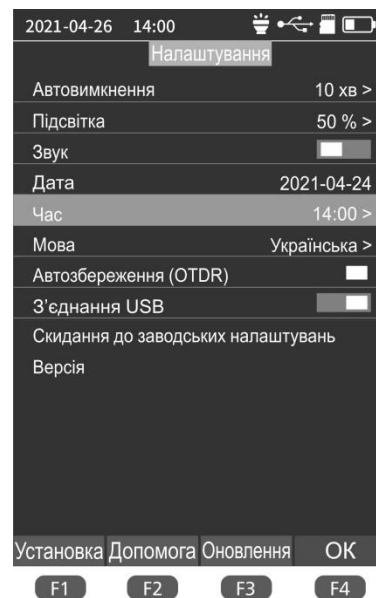 2021-04-26 14:00
Налаштування
Автовимкнення 10 хв >
Підсвітка 50 % >
Звук
Дата 2021-04-24
Час 14:00 >
Мова Українська >
Автозбереження (OTDR)
З’єднання USB
Скидання до заводських налаштувань
Версія
Установка Допомога Оновлення OK
F1 F2 F3 F4